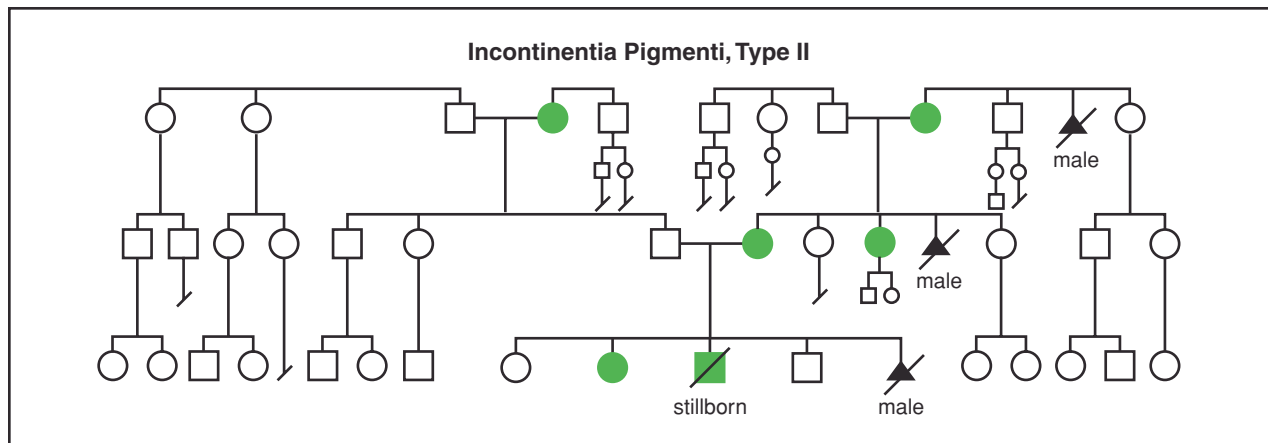 Incontinentia Pigmenti, Type II
male
male
stillborn
male